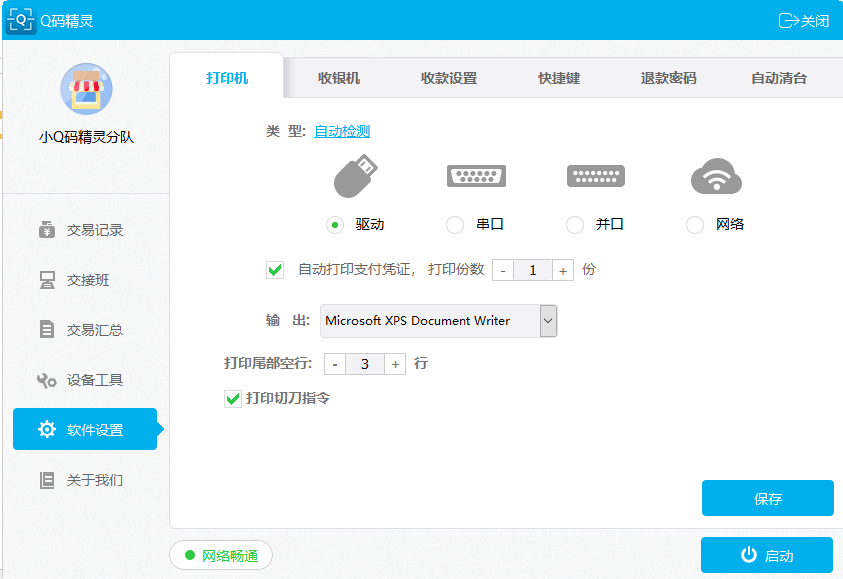 Q码精灵
关闭
小Q码精灵分队
交易记录
交接班
交易汇总
设备工具
软件设置
关于我们
打印机 收银机 收款设置 快捷键 退款密码 自动清台
类 型: 自动检测
驱动 串口 并口 网络
自动打印支付凭证, 打印份数 - 1 + 份
输 出: Microsoft XPS Document Writer
打印尾部空行: - 3 + 行
打印切刀指令
保存
网络畅通
启动